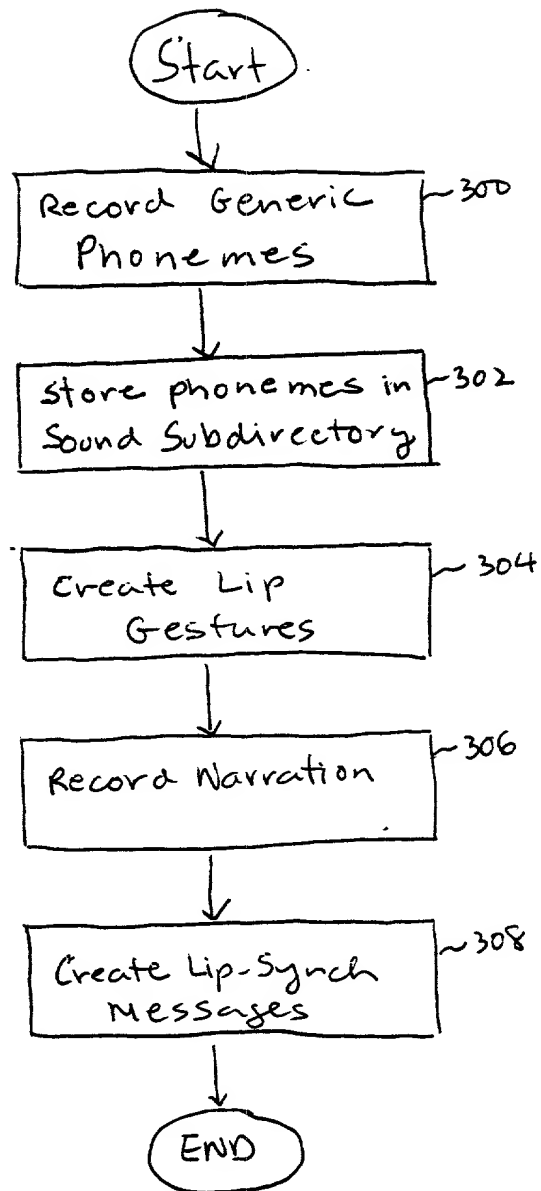 Start
Record Generic
Phonemes
300
Store phonemes in
Sound Subdirectory
302
Create Lip
Gestures
304
Record Narration
306
Create Lip-Synch
Messages
308
END